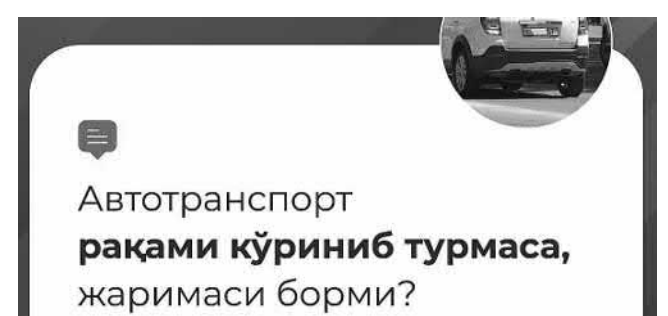 Автотранспорт
рақами кўриниб турмаса,
жаримаси борми?